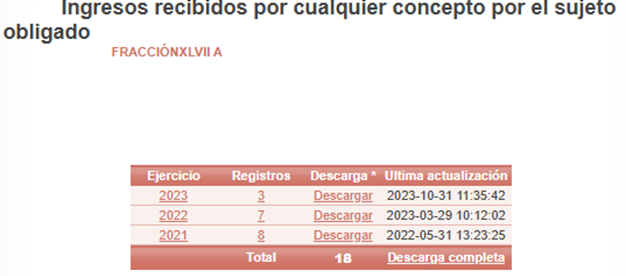 Ingresos recibidos por cualquier concepto por el sujeto
obligado
FRACCIÓNXLVII A
Ejercicio Registros Descarga * Ultima actualización
2023 3 Descargar 2023-10-31 11:35:42
2022 7 Descargar 2023-03-29 10:12:02
2021 8 Descargar 2022-05-31 13:23:25
Total 18 Descarga completa